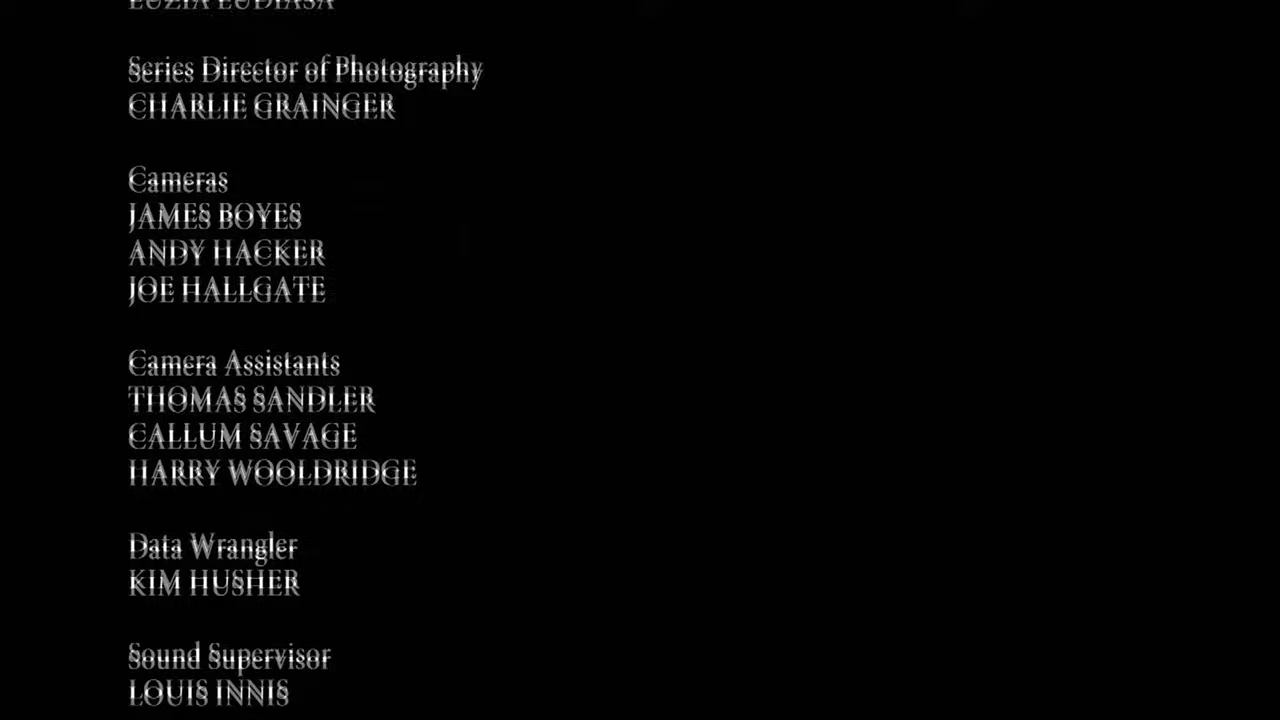 Series Director of Photography
CHARLIE GRAINGER
Cameras
JAMES BOYES
ANDY HACKER
JOE HALLGATE
Camera Assistants
THOMAS SANDLER
CALLUM SAVAGE
HARRY WOOLDRIDGE
Data Wrangler
KIM HUSHER
Sound Supervisor
LOUIS INNIS